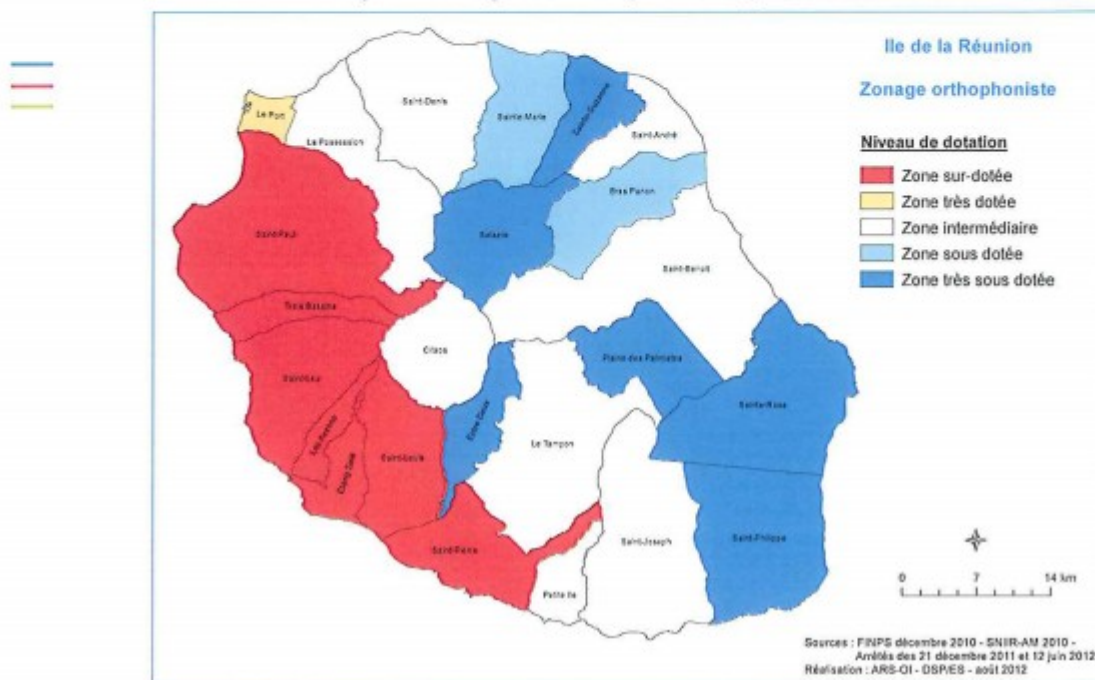 Ile de la Réunion
Zonage orthophoniste
Niveau de dotation
Zone sur-dotée
Zone très dotée
Zone intermédiaire
Zone sous dotée
Zone très sous dotée
Le Port
La Possession
Saint-Denis
Sainte-Marie
Sainte-Suzanne
Saint-André
Bras Panon
Salazie
Saint-Benoit
Saint-Paul
Trois Bassins
Cilaos
Plaine des Palmistes
Sainte-Rose
Saint-Leu
Les Avirons
Etang Salé
Saint-Louis
Entre Deux
Le Tampon
Saint-Pierre
Petite Ile
Saint-Joseph
Saint-Philippe
0 7 14 km
Sources : FINPS décembre 2010 - SNIIR-AM 2010 -
Arrêtés des 21 décembre 2011 et 12 juin 2012
Réalisation : ARS-OI - DSP/ES - août 2012